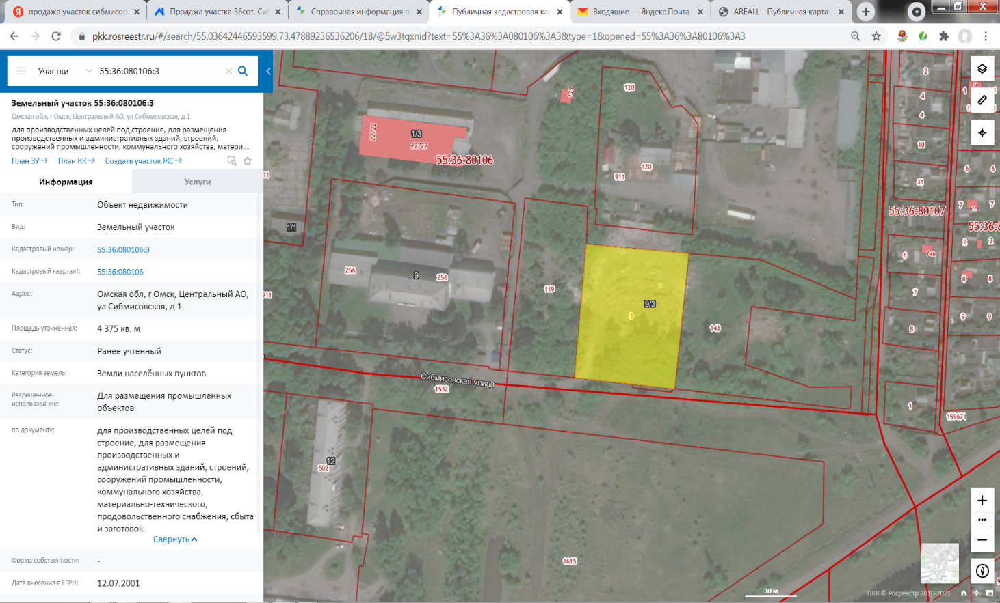 продажа участок сибмисов
Продажа участка 36сот. Сиб
Справочная информация п
Публичная кадастровая кар
Входящие — Яндекс.Почта
AREALL - Публичная карта
pkk.rosreestr.ru/#/search/55.03642446593599,73.47889236536206/18/@5w3tqxnid?text=55%3A36%3A080106%3A3&type=1&opened=55%3A36%3A80106%3A3
Участки
55:36:080106:3
Земельный участок 55:36:080106:3
Омская обл, г Омск, Центральный АО, ул Сибмисовская, д 1
для производственных целей под строение, для размещения
производственных и административных зданий, строений,
сооружений промышленности, коммунального хозяйства, матери...
План ЗУ→ План КК→ Создать участок ЖС→
Информация
Услуги
Тип:
Объект недвижимости
Вид:
Земельный участок
Кадастровый номер:
55:36:080106:3
Кадастровый квартал!:
55:36:080106
Адрес:
Омская обл, г Омск, Центральный АО,
ул Сибмисовская, д 1
Площадь уточненная:
4 375 кв. м
Статус:
Ранее учтенный
Категория земель:
Земли населённых пунктов
Разрешенное
использование:
Для размещения промышленных
объектов
по документу:
для производственных целей под
строение, для размещения
производственных и
административных зданий, строений,
сооружений промышленности,
коммунального хозяйства,
материально-технического,
продовольственного снабжения, сбыта
и заготовок
Свернуть
Форма собственности:
-
Дата внесения в ЕГРН:
12.07.2001
139
120
2
4
4
10
31
22722
1/3
22722
55:36:80106
120
911
11
1/1
256
9
256
911
119
9/3
3
143
55:36:80107
55:36:8
6
6
7
16
7
2
2
6
146
8
8
7
9
9
8
1
159671
Сибмисовская улица
1532
12
502
1615
30 м
ПКК © Росреестр 2010-2021